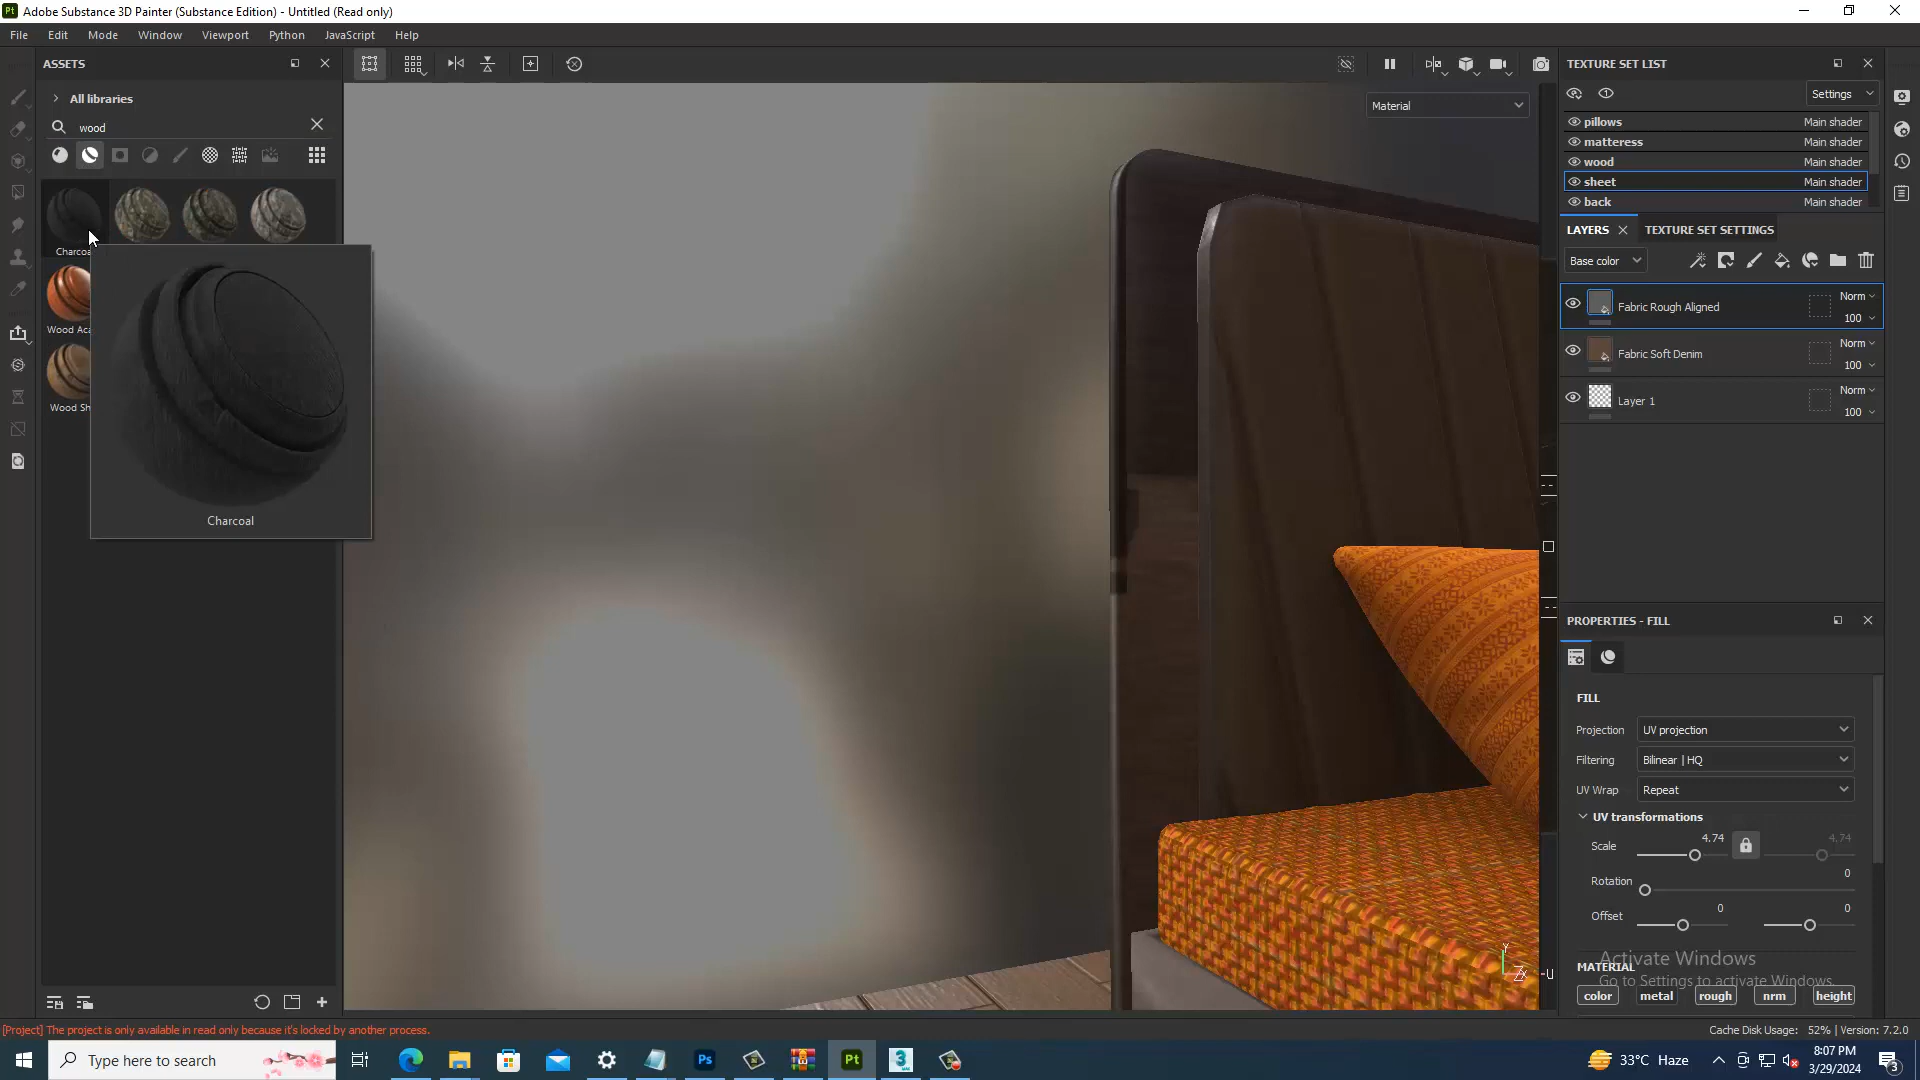 Pt Adobe Substance 3D Painter (Substance Edition) - Untitled (Read only)
File Edit Mode Window Viewport Python JavaScript Help
ASSETS
All libraries
wood
Charcoa
Wood Aca
Wood Sh
Charcoal
Material
TEXTURE SET LIST
Settings
pillows Main shader
matteress Main shader
wood Main shader
sheet Main shader
back Main shader
LAYERS TEXTURE SET SETTINGS
Base color
Fabric Rough Aligned Norm 100
Fabric Soft Denim Norm 100
Layer 1 Norm 100
PROPERTIES - FILL
FILL
Projection UV projection
Filtering Bilinear | HQ
UV Wrap Repeat
UV transformations
Scale 4.74 4.74
Rotation 0
Offset 0 0
MATERIAL
color metal rough nrm height
Activate Windows
Go to Settings to activate Windows.
Y
[Project] The project is only available in read only because it's locked by another process.
Cache Disk Usage: 52% | Version: 7.2.0
Type here to search
Ps
Pt
3
33°C Haze
8:07 PM
3/29/2024
3